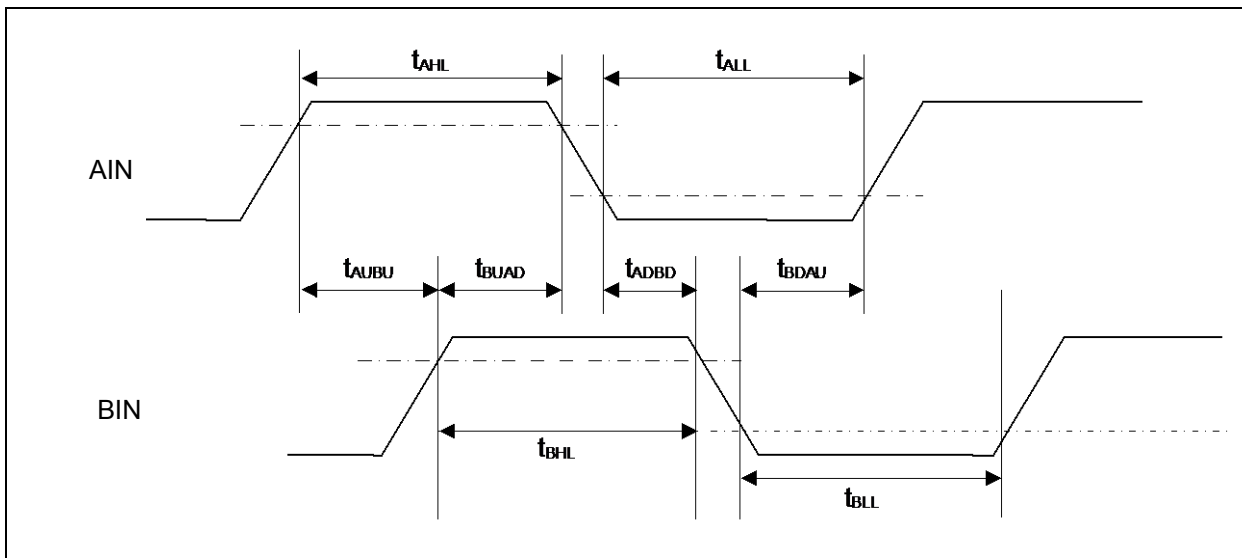 tAHL tALL
AIN
tAUBU tBUAD tADBD tBDAU
BIN
tBHL
tBLL